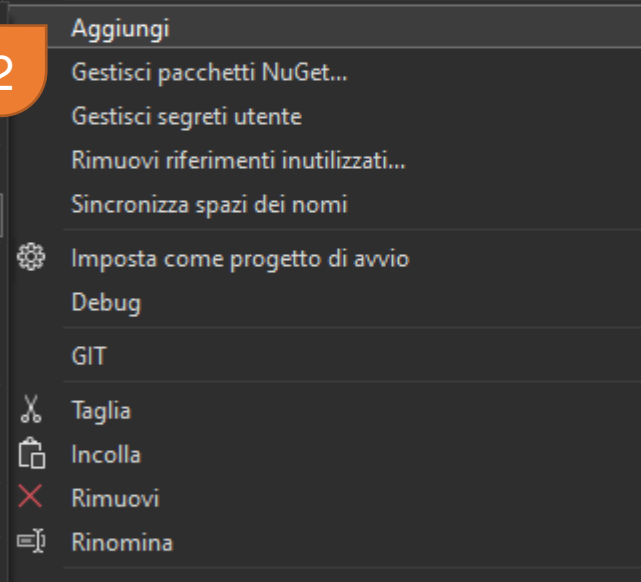 2
Aggiungi
Gestisci pacchetti NuGet...
Gestisci segreti utente
Rimuovi riferimenti inutilizzati...
Sincronizza spazi dei nomi
Imposta come progetto di avvio
Debug
GIT
Taglia
Incolla
Rimuovi
Rinomina